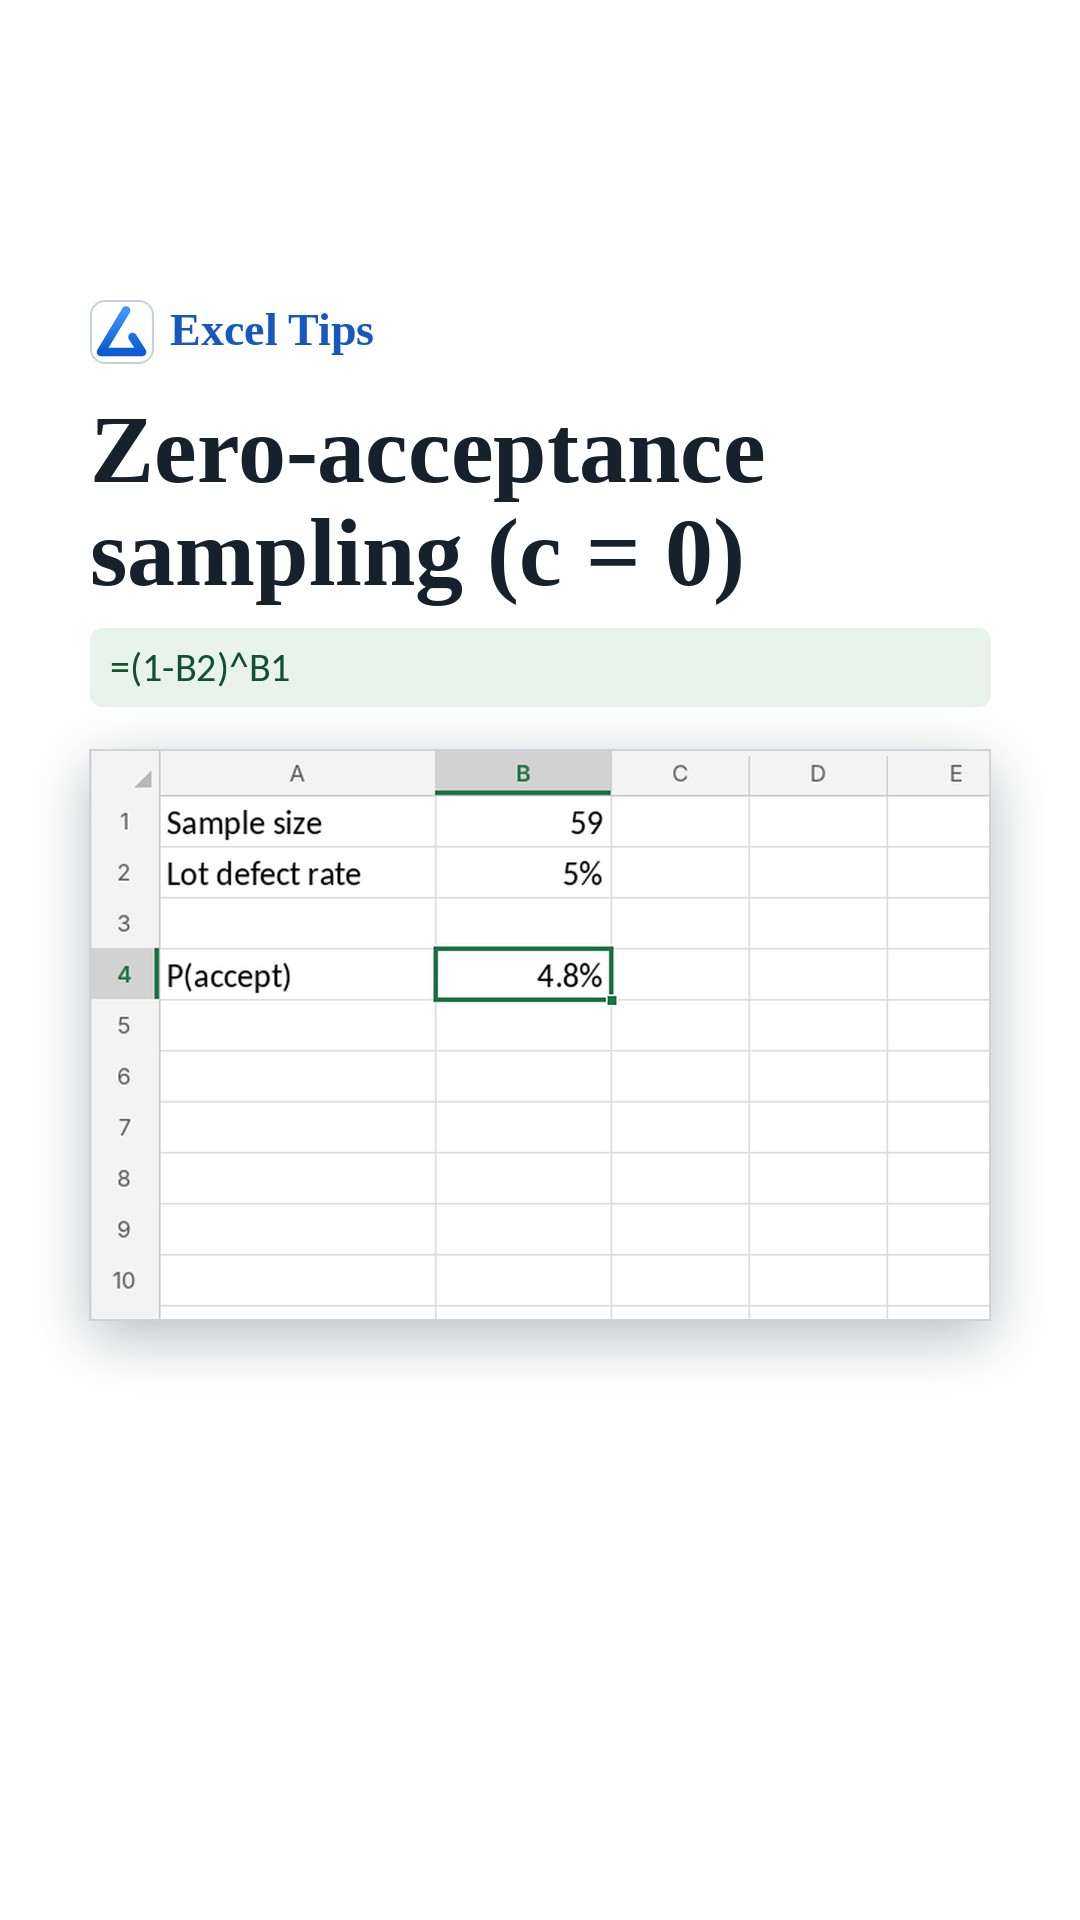 Excel Tips
Zero-acceptance
sampling (c = 0)
=(1-B2)^B1
A B C D E
1 Sample size 59
2 Lot defect rate 5%
3
4 P(accept) 4.8%
5
6
7
8
9
10